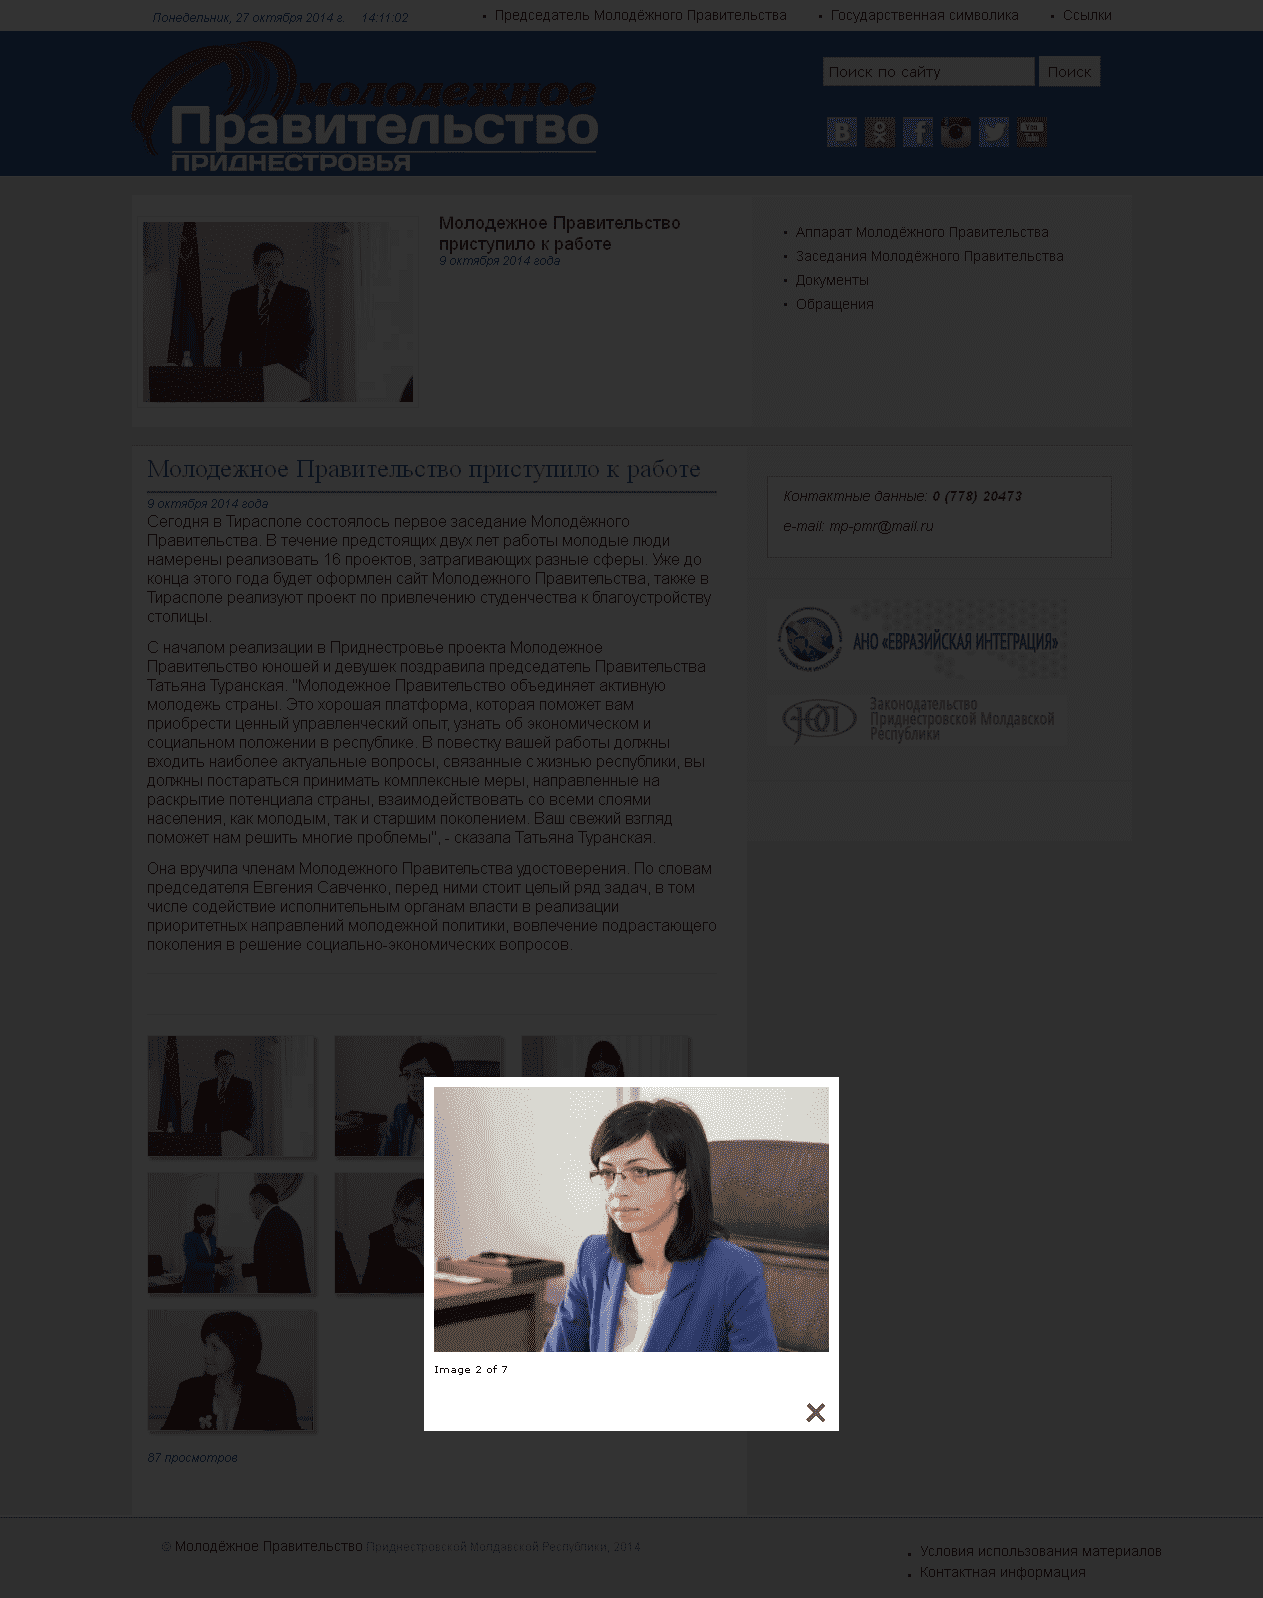 Понедельник, 27 октября 2014 г. 14:11:02
Председатель Молодёжного Правительства
Государственная символика
Ссылки
молодежное
Правительство
ПРИДНЕСТРОВЬЯ
Поиск по сайту
Поиск
Молодежное Правительство
приступило к работе
9 октября 2014 года
Аппарат Молодёжного Правительства
Заседания Молодёжного Правительства
Документы
Обращения
Молодежное Правительство приступило к работе
9 октября 2014 года
Сегодня в Тирасполе состоялось первое заседание Молодёжного
Правительства. В течение предстоящих двух лет работы молодые люди
намерены реализовать 16 проектов, затрагивающих разные сферы. Уже до
конца этого года будет оформлен сайт Молодежного Правительства, также в
Тирасполе реализуют проект по привлечению студенчества к благоустройству
столицы.
С началом реализации в Приднестровье проекта Молодежное
Правительство юношей и девушек поздравила председатель Правительства
Татьяна Туранская. "Молодежное Правительство объединяет активную
молодежь страны. Это хорошая платформа, которая поможет вам
приобрести ценный управленческий опыт, узнать об экономическом и
социальном положении в республике. В повестку вашей работы должны
входить наиболее актуальные вопросы, связанные с жизнью республики, вы
должны постараться принимать комплексные меры, направленные на
раскрытие потенциала страны, взаимодействовать со всеми слоями
населения, как молодым, так и старшим поколением. Ваш свежий взгляд
поможет нам решить многие проблемы", - сказала Татьяна Туранская.
Она вручила членам Молодежного Правительства удостоверения. По словам
председателя Евгения Савченко, перед ними стоит целый ряд задач, в том
числе содействие исполнительным органам власти в реализации
приоритетных направлений молодежной политики, вовлечение подрастающего
поколения в решение социально-экономических вопросов.
Контактные данные: 0 (778) 20473
e-mail: mp-pmr@mail.ru
АНО «ЕВРАЗИЙСКАЯ ИНТЕГРАЦИЯ»
Законодательство
Приднестровской Молдавской
Республики
Image 2 of 7
87 просмотров
© Молодёжное Правительство Приднестровской Молдавской Республики, 2014
Условия использования материалов
Контактная информация